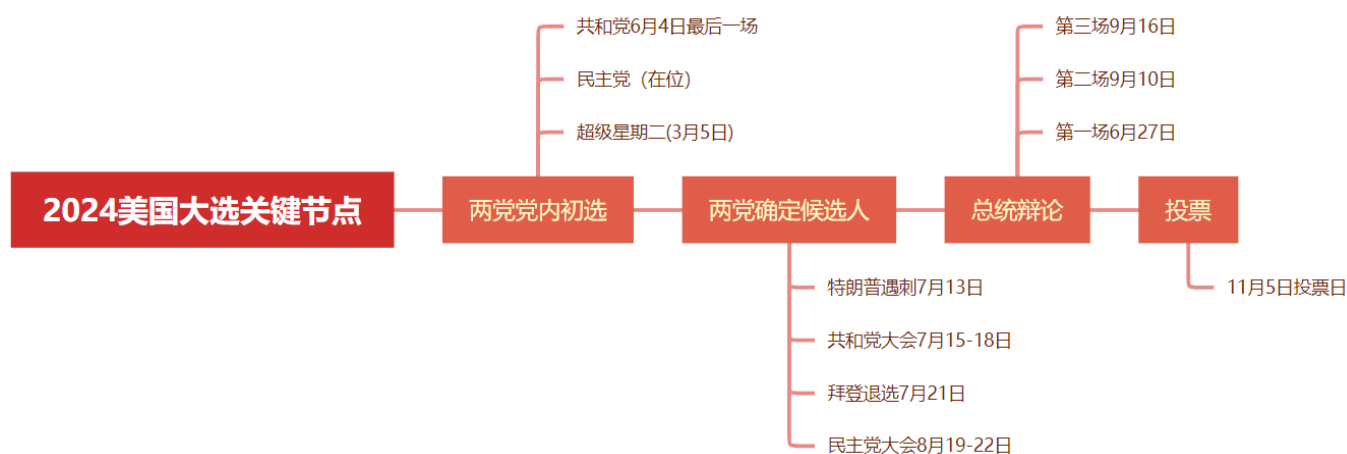 2024美国大选关键节点
两党党内初选
共和党6月4日最后一场
民主党（在位）
超级星期二(3月5日)
两党确定候选人
特朗普遇刺7月13日
共和党大会7月15-18日
拜登退选7月21日
民主党大会8月19-22日
总统辩论
第三场9月16日
第二场9月10日
第一场6月27日
投票
11月5日投票日